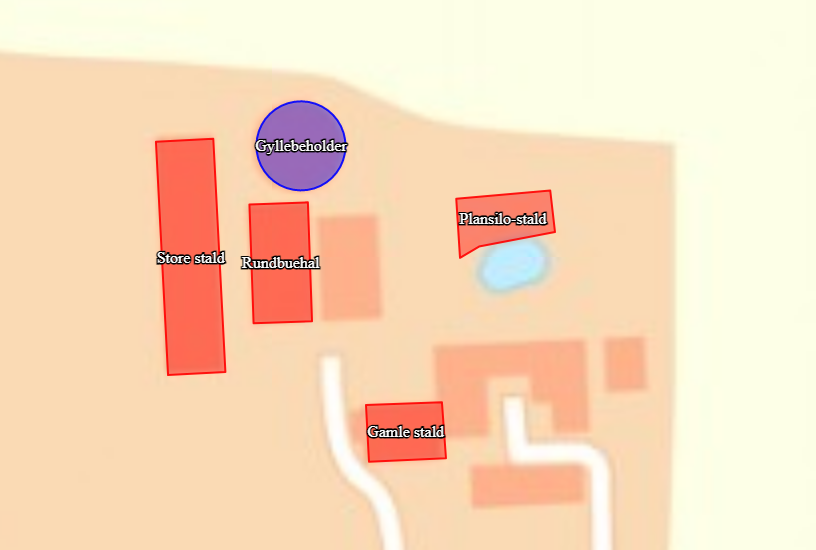 Gyllebeholder
Plansilo-stald
Store stald
Rundbuehal
Gamle stald